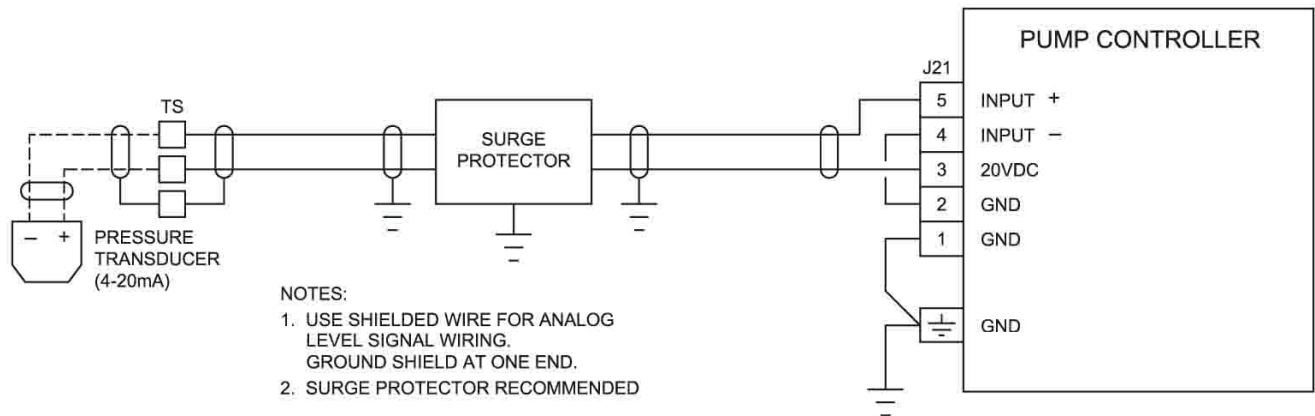 PUMP CONTROLLER
J21
5 INPUT +
4 INPUT –
3 20VDC
2 GND
1 GND
GND
TS
SURGE
PROTECTOR
– +
PRESSURE
TRANSDUCER
(4-20mA)
NOTES:
1. USE SHIELDED WIRE FOR ANALOG
LEVEL SIGNAL WIRING.
GROUND SHIELD AT ONE END.
2. SURGE PROTECTOR RECOMMENDED